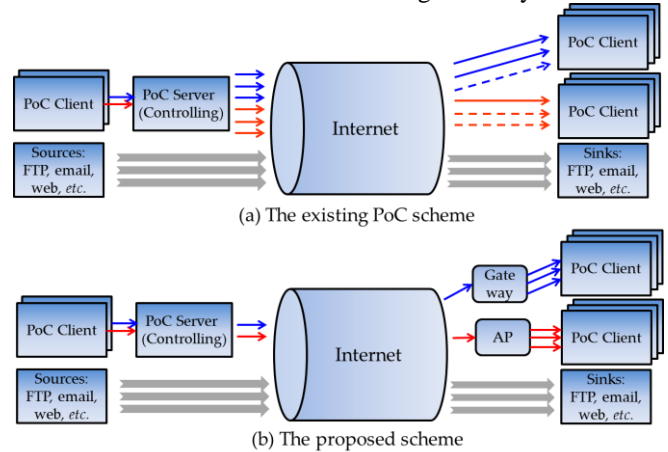 PoC Client
PoC Client
PoC Server
(Controlling)
Internet
PoC Client
Sources:
FTP, email,
web, etc.
Sinks:
FTP, email,
web, etc.
(a) The existing PoC scheme
Gate
way
PoC Client
PoC Client
PoC Server
(Controlling)
Internet
AP
PoC Client
Sources:
FTP, email,
web, etc.
Sinks:
FTP, email,
web, etc.
(b) The proposed scheme